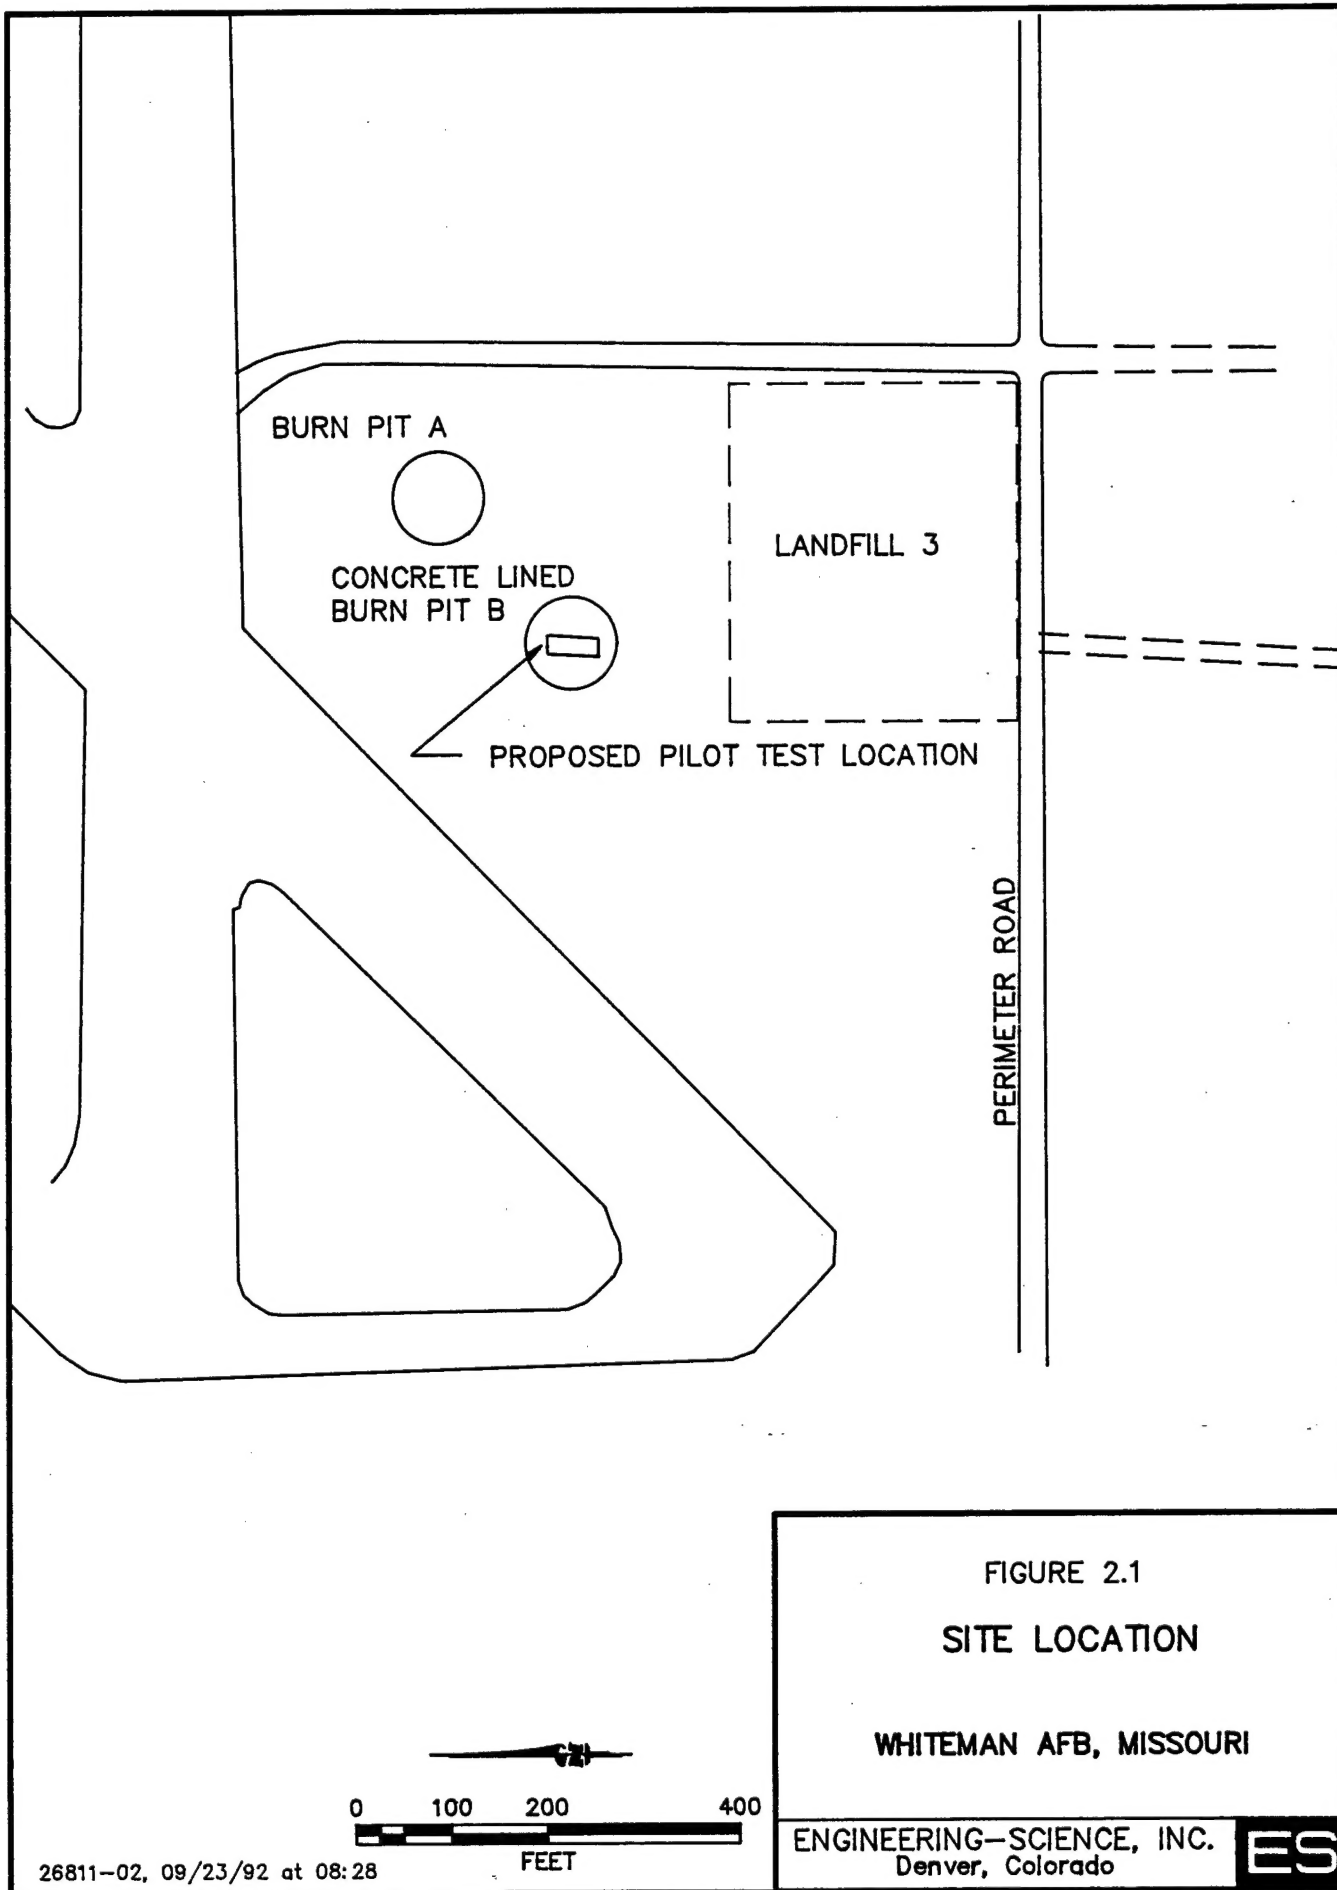 BURN PIT A
CONCRETE LINED
BURN PIT B
LANDFILL 3
PROPOSED PILOT TEST LOCATION
PERIMETER ROAD
FIGURE 2.1
SITE LOCATION
WHITEMAN AFB, MISSOURI
0 100 200 400
FEET
ENGINEERING-SCIENCE, INC.
Denver, Colorado
ES
26811-02, 09/23/92 at 08:28